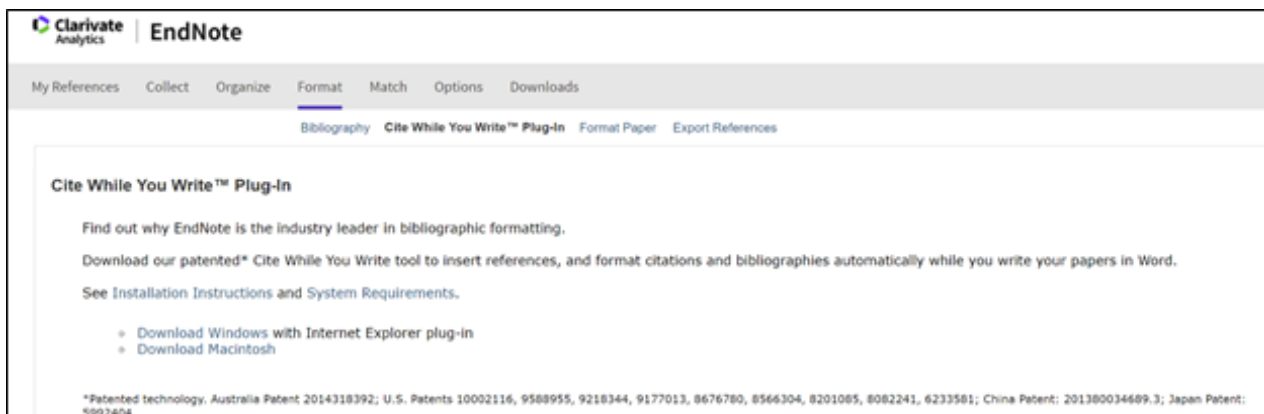 Clarivate Analytics EndNote
My References Collect Organize Format Match Options Downloads
Bibliography Cite While You Write™ Plug-In Format Paper Export References
Cite While You Write™ Plug-In
Find out why EndNote is the industry leader in bibliographic formatting.
Download our patented* Cite While You Write tool to insert references, and format citations and bibliographies automatically while you write your papers in Word.
See Installation Instructions and System Requirements.
Download Windows with Internet Explorer plug-in
Download Macintosh
*Patented technology. Australia Patent 2014318392; U.S. Patents 10002116, 9588955, 9218344, 9177013, 8676780, 8566304, 8201085, 8082241, 6233581; China Patent: 201380034689.3; Japan Patent:
5992404